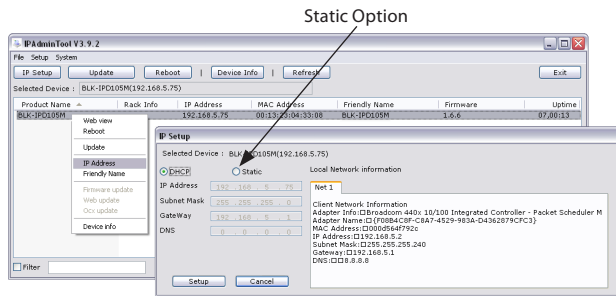 Static Option
IPAdminTool V3.9.2
File Setup System
IP Setup Update Reboot | Device Info | Refresh Exit
Selected Device : BLK-IPD105M(192.168.5.75)
Product Name Rack Info IP Address MAC Address Friendly Name Firmware Uptime
BLK-IPD105M 192.168.5.75 00:13:23:04:33:08 BLK-IPD105M 1.6.6 07,00:13
Web view
Reboot
Update
IP Address
Friendly Name
Firmware update
Web update
Ocx update
Device info
Filter
IP Setup
Selected Device : BLK-IPD105M(192.168.5.75)
DHCP Static
IP Address 192 . 168 . 5 . 75
Subnet Mask 255 . 255 . 255 . 0
GateWay 192 . 168 . 5 . 1
DNS 0 . 0 . 0 . 0
Setup Cancel
Local Network information
Net 1
Client Network Information
Adapter Info:□Broadcom 440x 10/100 Integrated Controller - Packet Scheduler M
Adapter Name:□{F08B4C8F-C8A7-4529-983A-D4362879CFC3}
MAC Address:□000d564f792c
IP Address:□192.168.5.2
Subnet Mask:□255.255.255.240
Gateway:□192.168.5.1
DNS:□□8.8.8.8